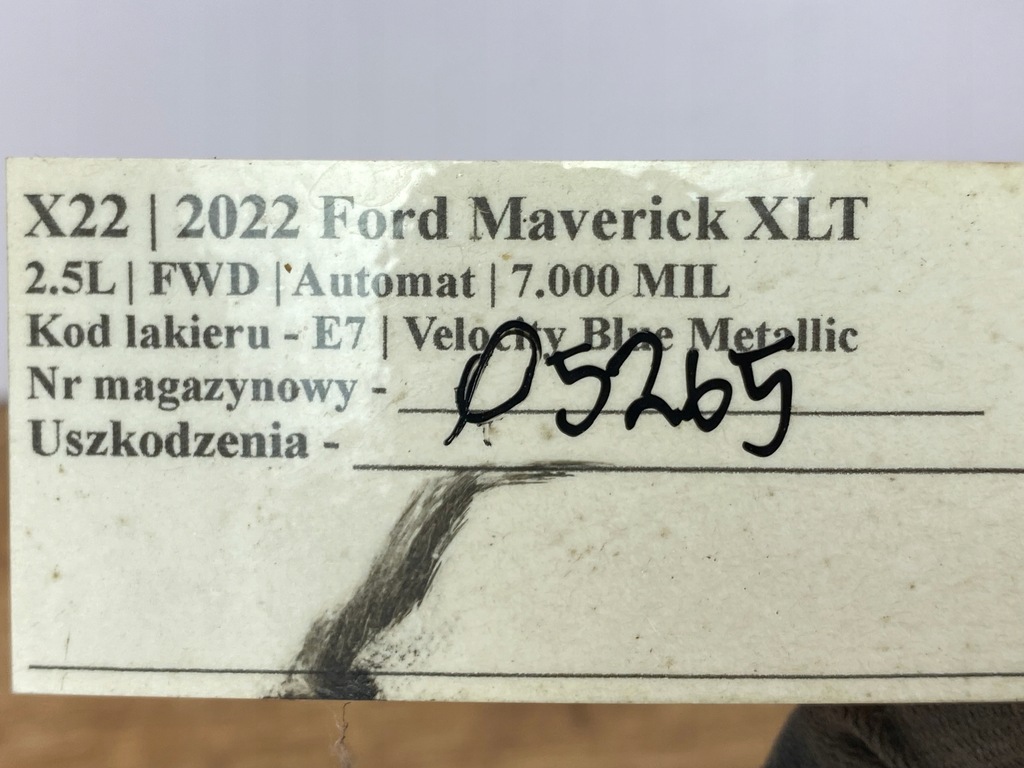 X22 | 2022 Ford Maverick XLT
2.5L | FWD | Automat | 7.000 MIL
Kod lakieru - E7 | Velocity Blue Metallic
Nr magazynowy - 05265
Uszkodzenia -